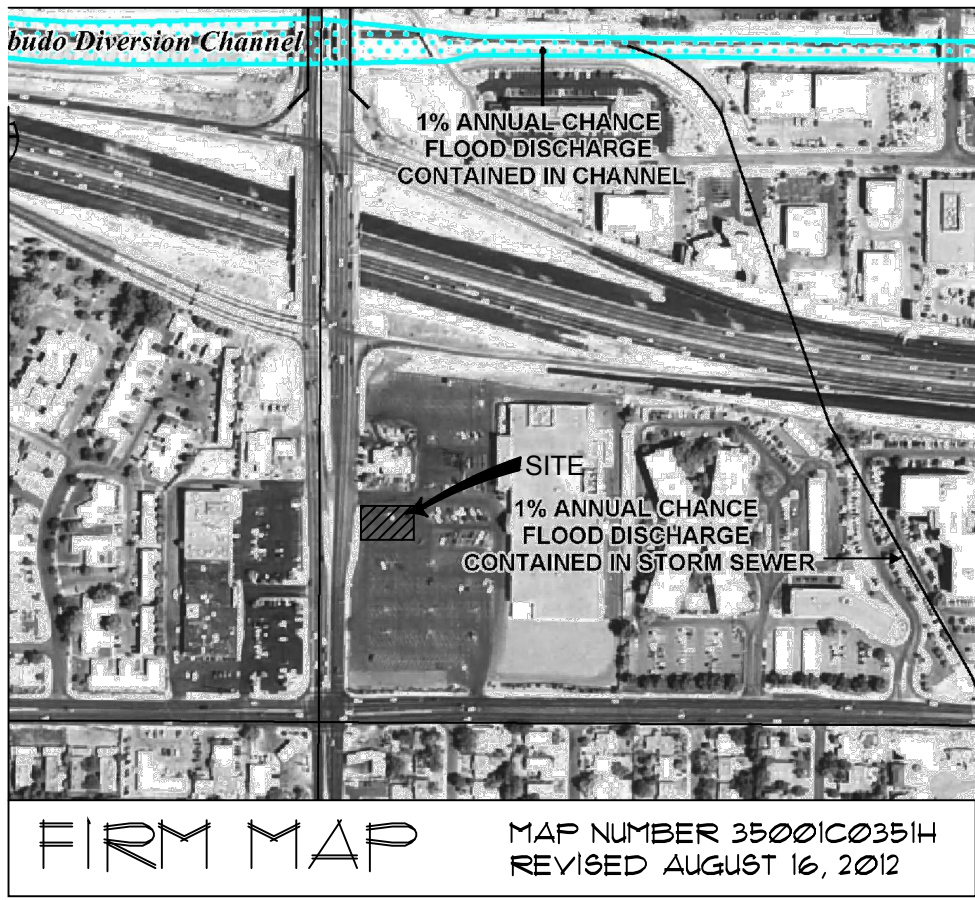 budo Diversion Channel
1% ANNUAL CHANCE
FLOOD DISCHARGE
CONTAINED IN CHANNEL
SITE
1% ANNUAL CHANCE
FLOOD DISCHARGE
CONTAINED IN STORM SEWER
FIRM MAP
MAP NUMBER 35001C0351H
REVISED AUGUST 16, 2012